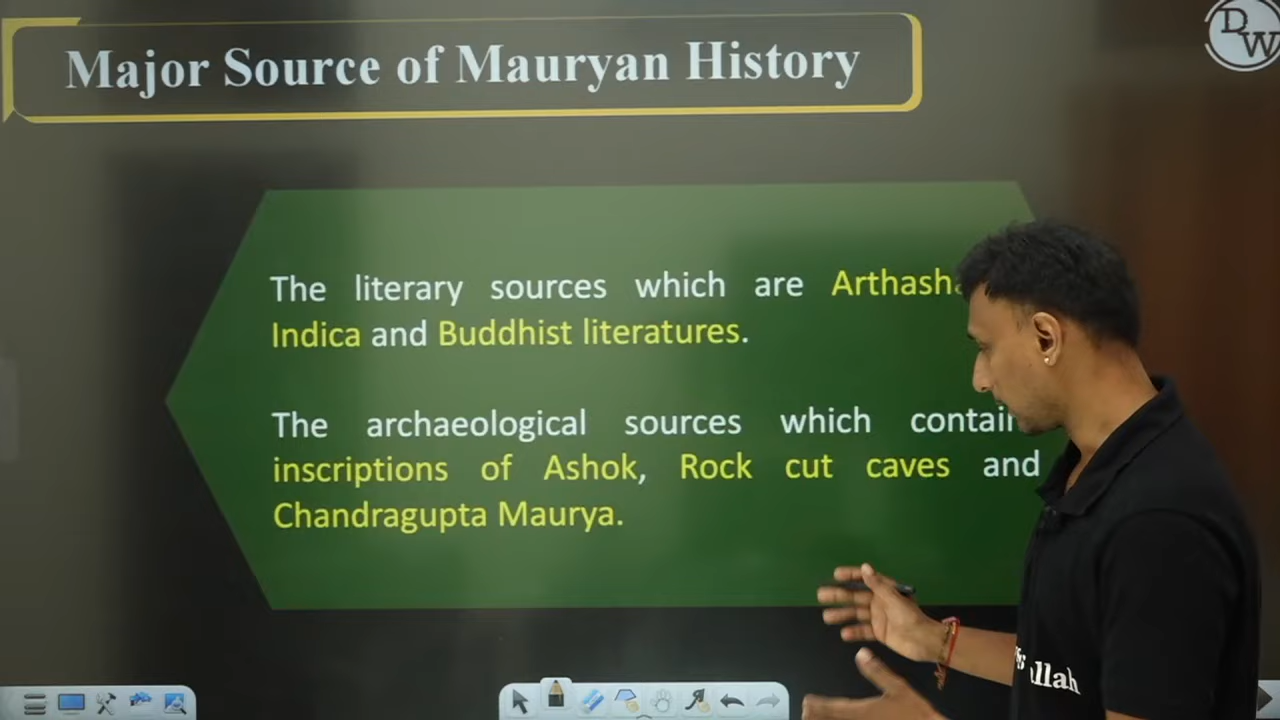 Major Source of Mauryan History
The literary sources which are
Indica and Buddhist literatures.
The archaeological sources which
inscriptions of Ashok, Rock cut caves and
Chandragupta Maurya.
allah